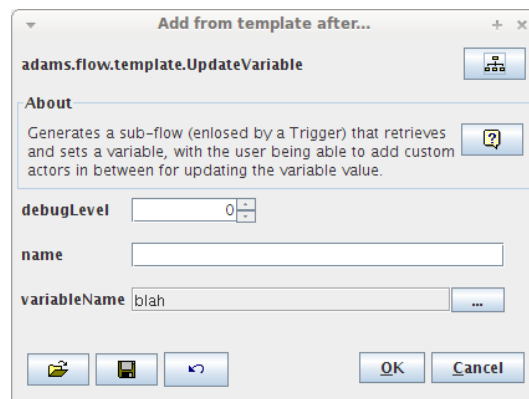 Add from template after...
adams.flow.template.UpdateVariable
About
Generates a sub-flow (enlosed by a Trigger) that retrieves
and sets a variable, with the user being able to add custom
actors in between for updating the variable value.
debugLevel 0
name
variableName blah ...
OK Cancel